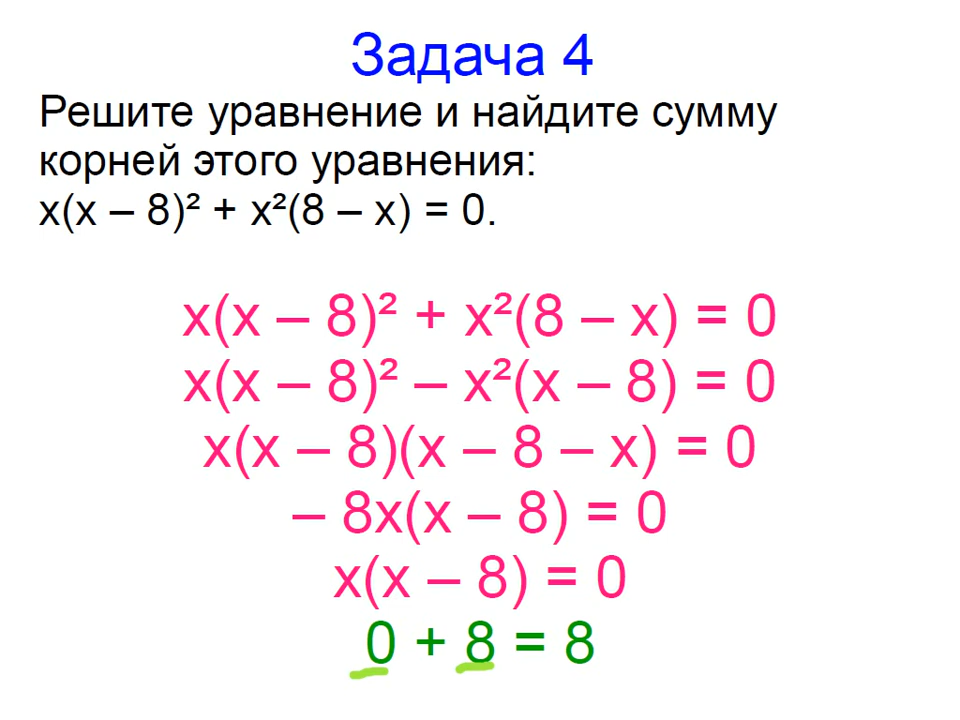 Задача 4
Решите уравнение и найдите сумму
корней этого уравнения:
x(x – 8)² + x²(8 – x) = 0.
x(x – 8)² + x²(8 – x) = 0
x(x – 8)² – x²(x – 8) = 0
x(x – 8)(x – 8 – x) = 0
– 8x(x – 8) = 0
x(x – 8) = 0
0 + 8 = 8